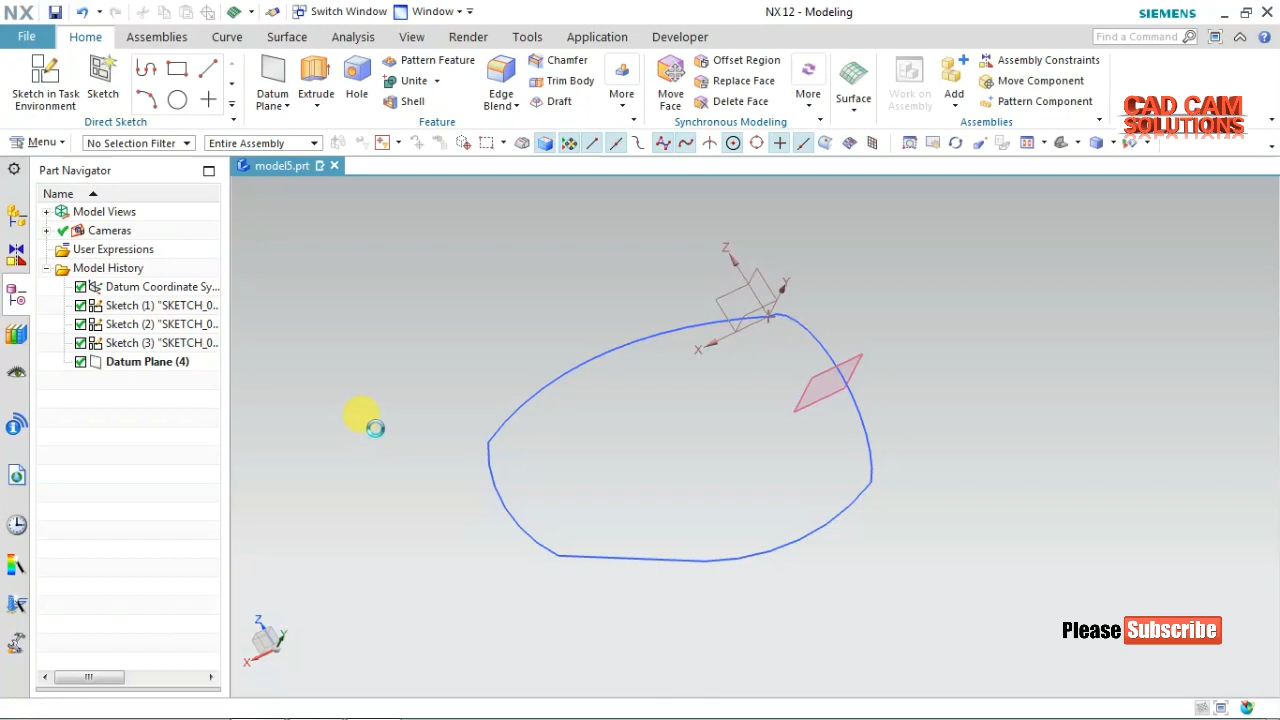 NX
Switch Window
Window
NX 12 - Modeling
SIEMENS
File
Home
Assemblies
Curve
Surface
Analysis
View
Render
Tools
Application
Developer
Find a Command
Sketch in Task
Environment
Sketch
Direct Sketch
Datum
Plane
Extrude
Hole
Pattern Feature
Unite
Shell
Edge
Blend
Chamfer
Trim Body
Draft
More
Feature
Move
Face
Offset Region
Replace Face
Delete Face
More
Synchronous Modeling
Surface
Work on
Assembly
Add
Assembly Constraints
Move Component
Pattern Component
Assemblies
CAD CAM
SOLUTIONS
Menu
No Selection Filter
Entire Assembly
Part Navigator
model5.prt
Name
Model Views
Cameras
User Expressions
Model History
Datum Coordinate Sy...
Sketch (1) "SKETCH_0...
Sketch (2) "SKETCH_0...
Sketch (3) "SKETCH_0...
Datum Plane (4)
Z
Y
X
Z
Y
X
Please Subscribe